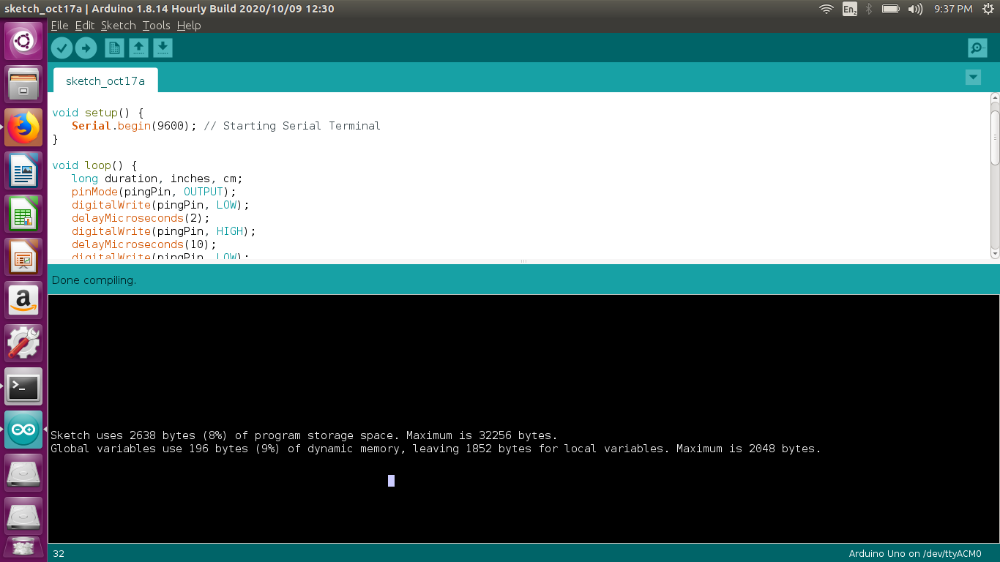 sketch_oct17a | Arduino 1.8.14 Hourly Build 2020/10/09 12:30
En2
9:37 PM
File Edit Sketch Tools Help
sketch_oct17a
void setup() {
   Serial.begin(9600); // Starting Serial Terminal
}
void loop() {
   long duration, inches, cm;
   pinMode(pingPin, OUTPUT);
   digitalWrite(pingPin, LOW);
   delayMicroseconds(2);
   digitalWrite(pingPin, HIGH);
   delayMicroseconds(10);
   digitalWrite(pingPin, LOW);
Done compiling.
a
>_
Sketch uses 2638 bytes (8%) of program storage space. Maximum is 32256 bytes.
Global variables use 196 bytes (9%) of dynamic memory, leaving 1852 bytes for local variables. Maximum is 2048 bytes.
32
Arduino Uno on /dev/ttyACM0